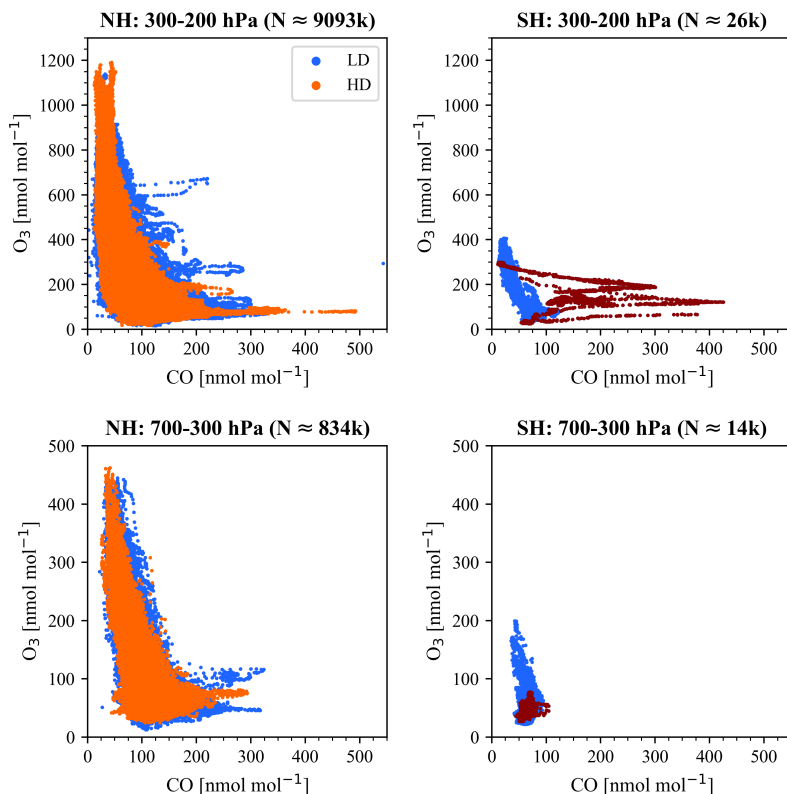 NH: 300-200 hPa (N ≈ 9093k)
SH: 300-200 hPa (N ≈ 26k)
LD
HD
O₃ [nmol mol⁻¹]
0
200
400
600
800
1000
1200
0 100 200 300 400 500
CO [nmol mol⁻¹]
O₃ [nmol mol⁻¹]
0
200
400
600
800
1000
1200
0 100 200 300 400 500
CO [nmol mol⁻¹]
NH: 700-300 hPa (N ≈ 834k)
SH: 700-300 hPa (N ≈ 14k)
O₃ [nmol mol⁻¹]
0
100
200
300
400
500
0 100 200 300 400 500
CO [nmol mol⁻¹]
O₃ [nmol mol⁻¹]
0
100
200
300
400
500
0 100 200 300 400 500
CO [nmol mol⁻¹]